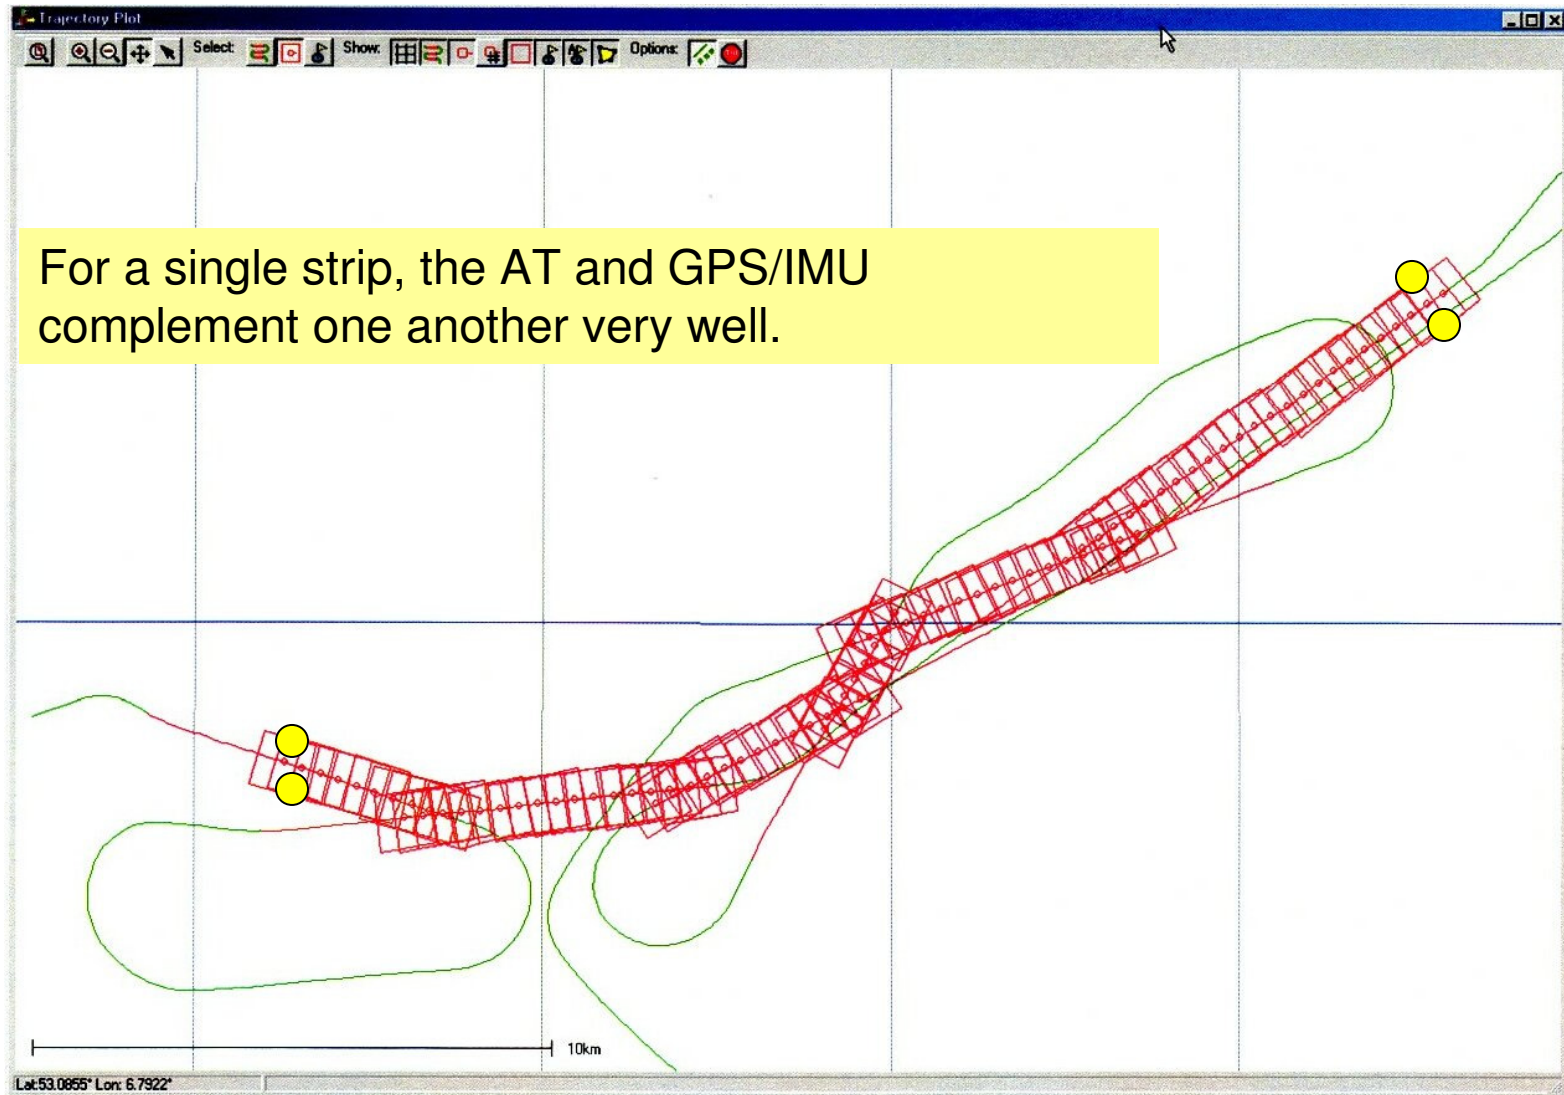 Trajectory Plot
Select: Show: Options:
For a single strip, the AT and GPS/IMU
complement one another very well.
10km
Lat:53.0855° Lon: 6.7922°